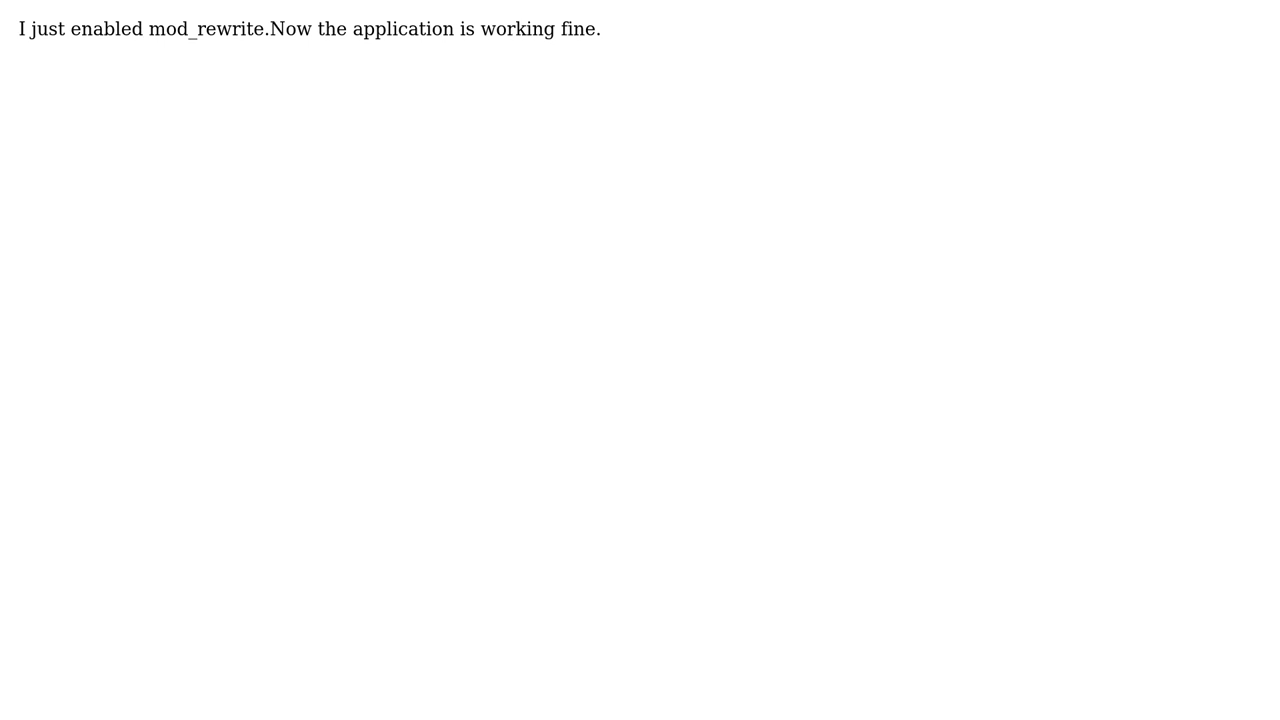 I just enabled mod_rewrite.Now the application is working fine.